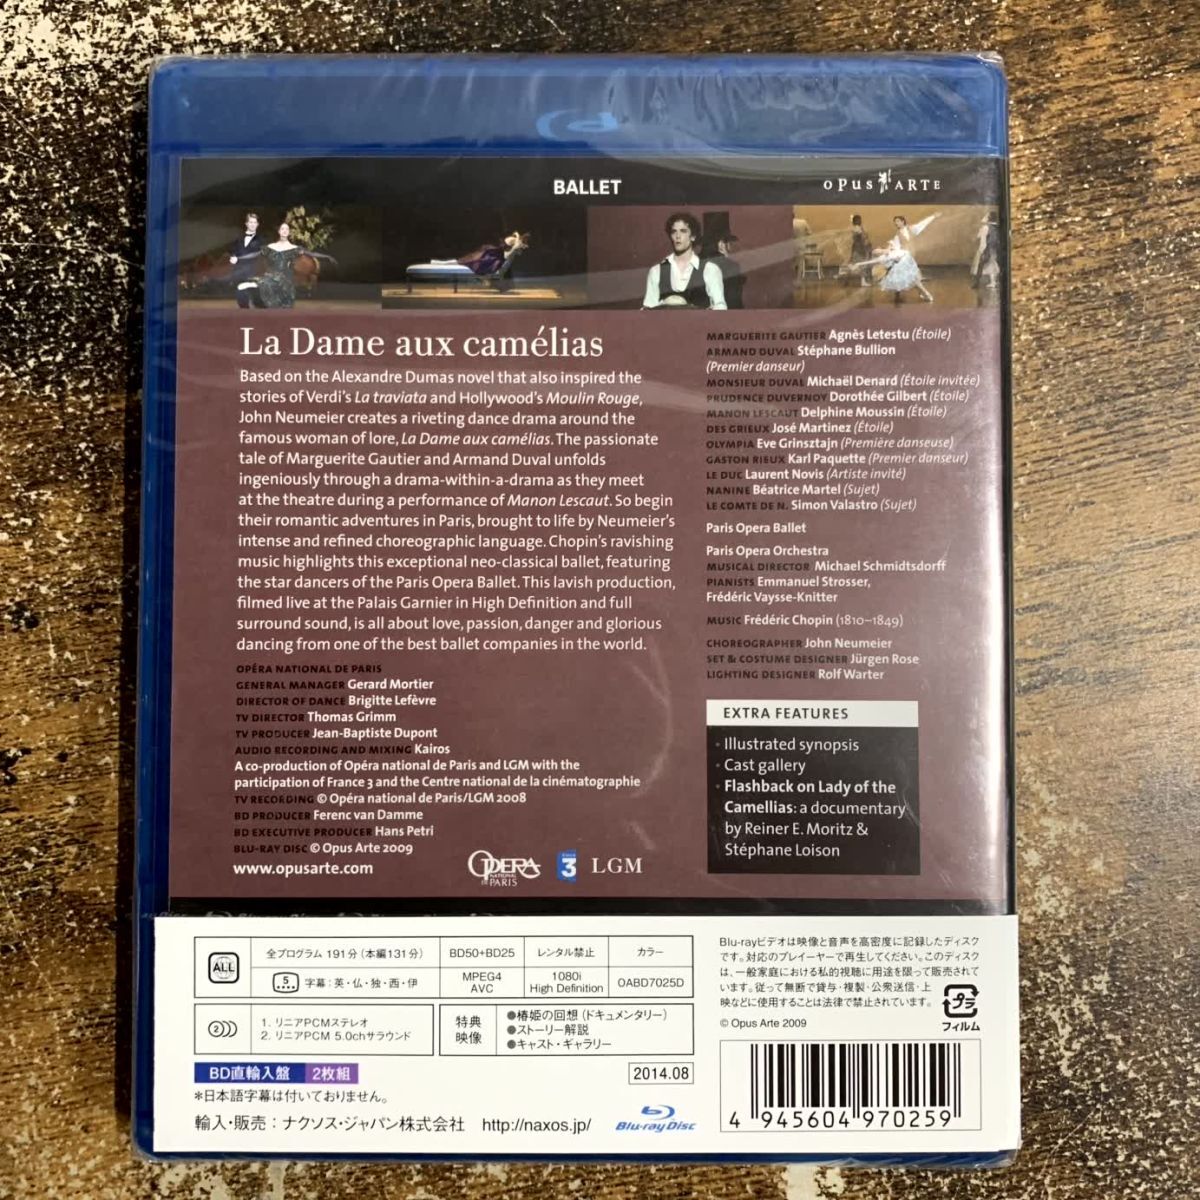 BALLET
OPUS ARTE
La Dame aux camélias
Based on the Alexandre Dumas novel that also inspired the
stories of Verdi's La traviata and Hollywood's Moulin Rouge,
John Neumeier creates a riveting dance drama around the
famous woman of lore, La Dame aux camélias. The passionate
tale of Marguerite Gautier and Armand Duval unfolds
ingeniously through a drama-within-a-drama as they meet
at the theatre during a performance of Manon Lescaut. So begin
their romantic adventures in Paris, brought to life by Neumeier's
intense and refined choreographic language. Chopin's ravishing
music highlights this exceptional neo-classical ballet, featuring
the star dancers of the Paris Opera Ballet. This lavish production,
filmed live at the Palais Garnier in High Definition and full
surround sound, is all about love, passion, danger and glorious
dancing from one of the best ballet companies in the world.
OPÉRA NATIONAL DE PARIS
GENERAL MANAGER Gerard Mortier
DIRECTOR OF DANCE Brigitte Lefèvre
TV DIRECTOR Thomas Grimm
TV PRODUCER Jean-Baptiste Dupont
AUDIO RECORDING AND MIXING Kairos
A co-production of Opéra national de Paris and LGM with the
participation of France 3 and the Centre national de la cinématographie
TV RECORDING © Opéra national de Paris/LGM 2008
BD PRODUCER Ferenc van Damme
BD EXECUTIVE PRODUCER Hans Petri
BLU-RAY DISC © Opus Arte 2009
www.opusarte.com
OPERA
NATIONAL
DE PARIS
3
LGM
MARGUERITE GAUTIER Agnès Letestu (Étoile)
ARMAND DUVAL Stéphane Bullion
(Premier danseur)
MONSIEUR DUVAL Michaël Denard (Étoile invitée)
PRUDENCE DUVERNOY Dorothée Gilbert (Étoile)
MANON LESCAUT Delphine Moussin (Étoile)
DES GRIEUX José Martinez (Étoile)
OLYMPIA Eve Grinsztajn (Première danseuse)
GASTON RIEUX Karl Paquette (Premier danseur)
LE DUC Laurent Novis (Artiste invité)
NANINE Béatrice Martel (Sujet)
LE COMTE DE N. Simon Valastro (Sujet)
Paris Opera Ballet
Paris Opera Orchestra
MUSICAL DIRECTOR Michael Schmidtsdorff
PIANISTS Emmanuel Strosser,
Frédéric Vaysse-Knitter
MUSIC Frédéric Chopin (1810–1849)
CHOREOGRAPHER John Neumeier
SET & COSTUME DESIGNER Jürgen Rose
LIGHTING DESIGNER Rolf Warter
EXTRA FEATURES
· Illustrated synopsis
· Cast gallery
· Flashback on Lady of the
Camellias: a documentary
by Reiner E. Moritz &
Stéphane Loison
ALL
全プログラム 191分(本編131分)
BD50+BD25
レンタル禁止
カラー
5 字幕:英・仏・独・西・伊
MPEG4
AVC
1080i
High Definition
OABD7025D
2
1. リニアPCMステレオ
2. リニアPCM 5.0chサラウンド
特典
映像
●椿姫の回想(ドキュメンタリー)
●ストーリー解説
●キャスト・ギャラリー
BD直輸入盤 2枚組
2014.08
*日本語字幕は付いておりません。
輸入・販売:ナクソス・ジャパン株式会社 http://naxos.jp/
Blu-ray Disc
Blu-rayビデオは映像と音声を高密度に記録したディスク
です。対応のプレイヤーで再生してください。このディスク
は、一般家庭における私的視聴に用途を限って販売されて
います。従って無断で貸与・複製・公衆送信・上
映などに使用することは法律で禁止されています。
© Opus Arte 2009
プラ
フィルム
4 945604 970259